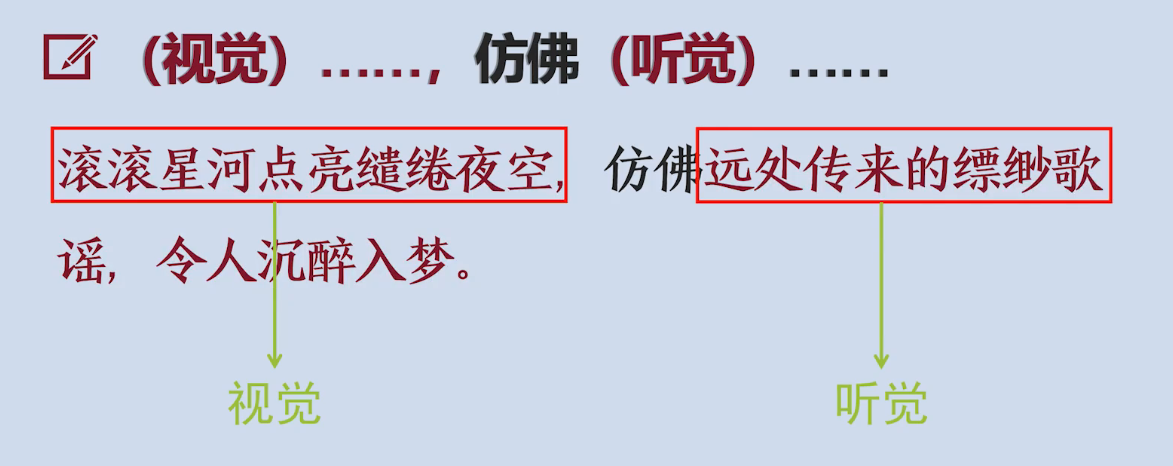 （视觉）……，仿佛（听觉）……
滚滚星河点亮缱绻夜空，仿佛远处传来的缥缈歌
谣，令人沉醉入梦。
视觉
听觉